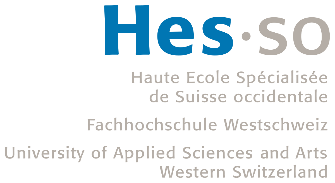 Hes·so
Haute Ecole Spécialisée
de Suisse occidentale
Fachhochschule Westschweiz
University of Applied Sciences and Arts
Western Switzerland